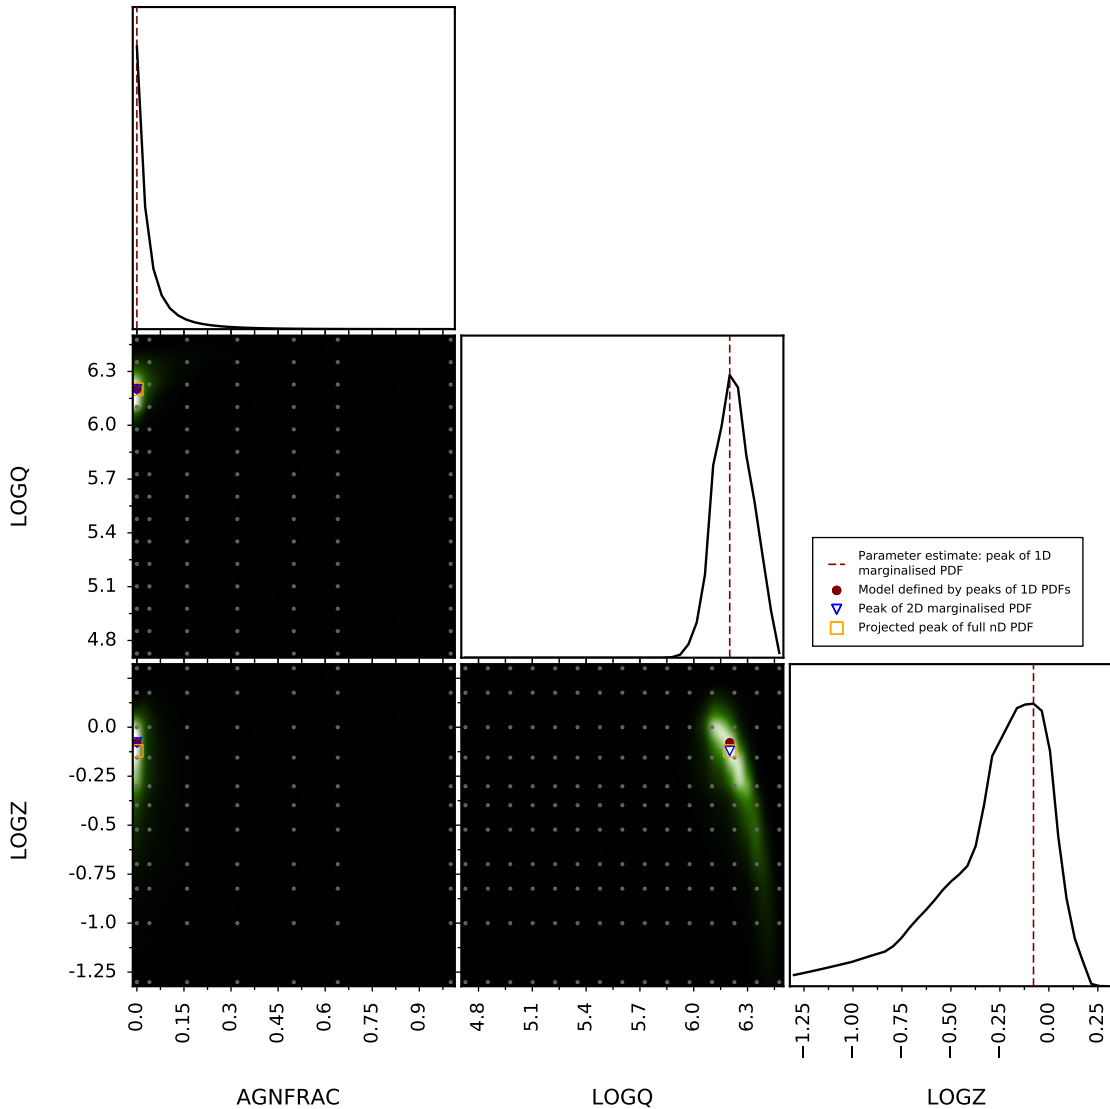 6.3
6.0
5.7
5.4
5.1
4.8
LOGQ
Parameter estimate: peak of 1D
marginalised PDF
Model defined by peaks of 1D PDFs
Peak of 2D marginalised PDF
Projected peak of full nD PDF
0.0
-0.25
-0.5
-0.75
-1.0
-1.25
LOGZ
0.0 0.15 0.3 0.45 0.6 0.75 0.9
4.8 5.1 5.4 5.7 6.0 6.3
−1.25 −1.00 −0.75 −0.50 −0.25 0.00 0.25
AGNFRAC LOGQ LOGZ